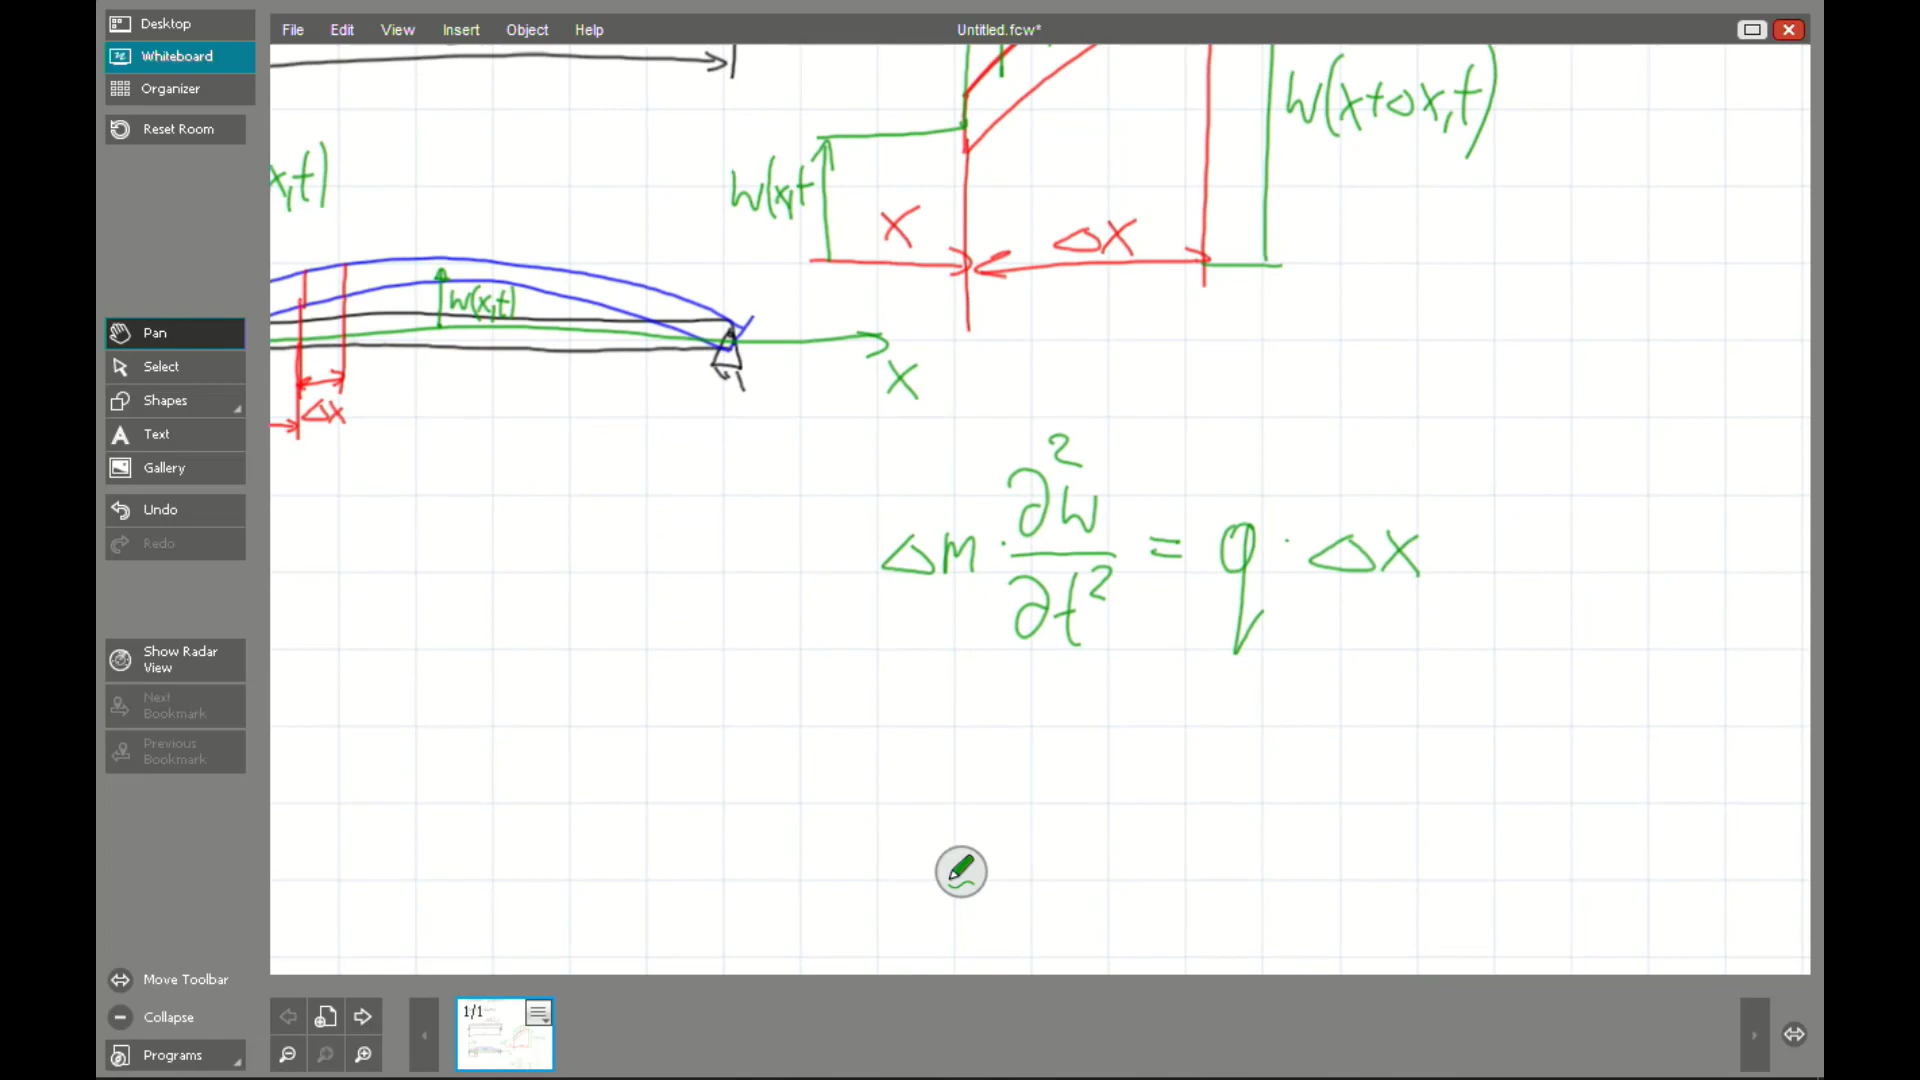 Desktop
Whiteboard
Organizer
Reset Room
Pan
Select
Shapes
Text
Gallery
Undo
Redo
Show Radar
View
Next
Bookmark
Previous
Bookmark
Move Toolbar
Collapse
Programs
File Edit View Insert Object Help
Untitled.fcw*
w(x+Δx,t)
x,t)
w(x,t
x
Δx
w(x,t)
x
Δx
Δm · ∂²w/∂t² = q · Δx
1/1